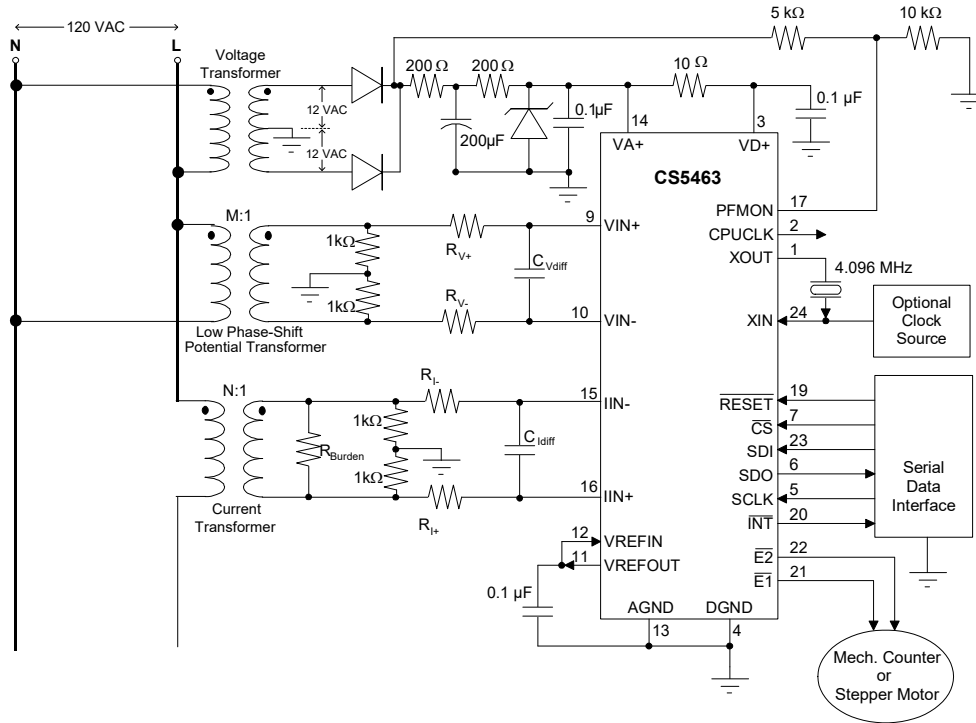 120 VAC
N
L
Voltage
Transformer
12 VAC
12 VAC
200 Ω
200 Ω
200µF
0.1µF
10 Ω
5 kΩ
10 kΩ
0.1 µF
14
VA+
3
VD+
CS5463
PFMON
17
CPUCLK
2
XOUT
1
4.096 MHz
XIN
24
Optional
Clock
Source
M:1
1kΩ
1kΩ
RV+
RV-
CVdiff
9
VIN+
10
VIN-
Low Phase-Shift
Potential Transformer
N:1
RBurden
1kΩ
1kΩ
RI-
RI+
CIdiff
15
IIN-
16
IIN+
Current
Transformer
12
VREFIN
11
VREFOUT
0.1 µF
AGND
13
DGND
4
RESET
19
CS
7
SDI
23
SDO
6
SCLK
5
INT
20
Serial
Data
Interface
E2
22
E1
21
Mech. Counter
or
Stepper Motor